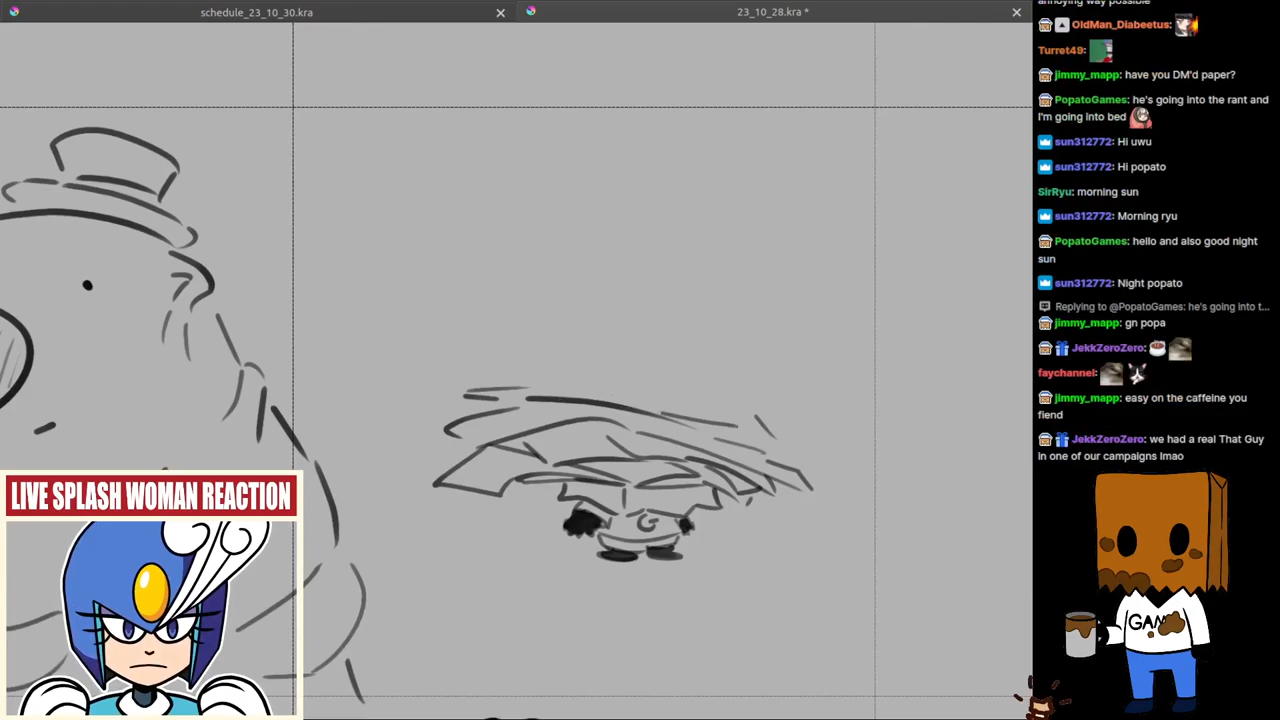 schedule_23_10_30.kra
23_10_28.kra *
annoying way possible
OldMan_Diabeetus:
Turret49:
jimmy_mapp: have you DM'd paper?
PopatoGames: he's going into the rant and
I'm going into bed
sun312772: Hi uwu
sun312772: Hi popato
SirRyu: morning sun
sun312772: Morning ryu
PopatoGames: hello and also good night
sun
sun312772: Night popato
Replying to @PopatoGames: he's going into t...
jimmy_mapp: gn popa
JekkZeroZero:
faychannel:
jimmy_mapp: easy on the caffeine you
fiend
JekkZeroZero: we had a real That Guy
in one of our campaigns lmao
LIVE SPLASH WOMAN REACTION
G